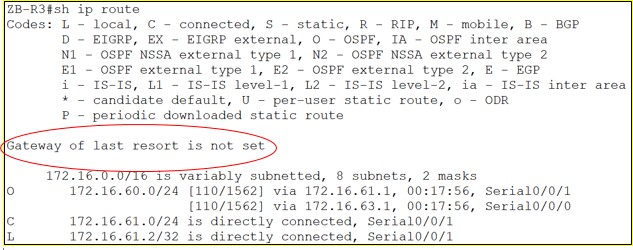 ZB-R3#sh ip route
Codes: L - local, C - connected, S - static, R - RIP, M - mobile, B - BGP
D - EIGRP, EX - EIGRP external, O - OSPF, IA - OSPF inter area
N1 - OSPF NSSA external type 1, N2 - OSPF NSSA external type 2
E1 - OSPF external type 1, E2 - OSPF external type 2, E - EGP
i - IS-IS, L1 - IS-IS level-1, L2 - IS-IS level-2, ia - IS-IS inter area
* - candidate default, U - per-user static route, o - ODR
P - periodic downloaded static route
Gateway of last resort is not set
172.16.0.0/16 is variably subnetted, 8 subnets, 2 masks
O 172.16.60.0/24 [110/1562] via 172.16.61.1, 00:17:56, Serial0/0/1
[110/1562] via 172.16.63.1, 00:17:56, Serial0/0/0
C 172.16.61.0/24 is directly connected, Serial0/0/1
L 172.16.61.2/32 is directly connected, Serial0/0/1